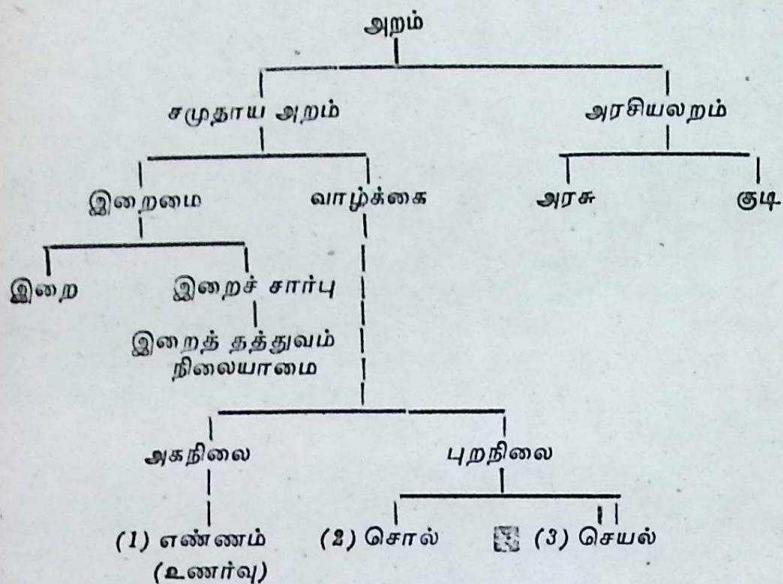 அறம்
சமுதாய அறம் அரசியலறம்
இறைமை வாழ்க்கை அரசு குடி
இறை இறைச் சார்பு
இறைத் தத்துவம்
நிலையாமை
அகநிலை புறநிலை
(1) எண்ணம் (2) சொல் (3) செயல்
(உணர்வு)